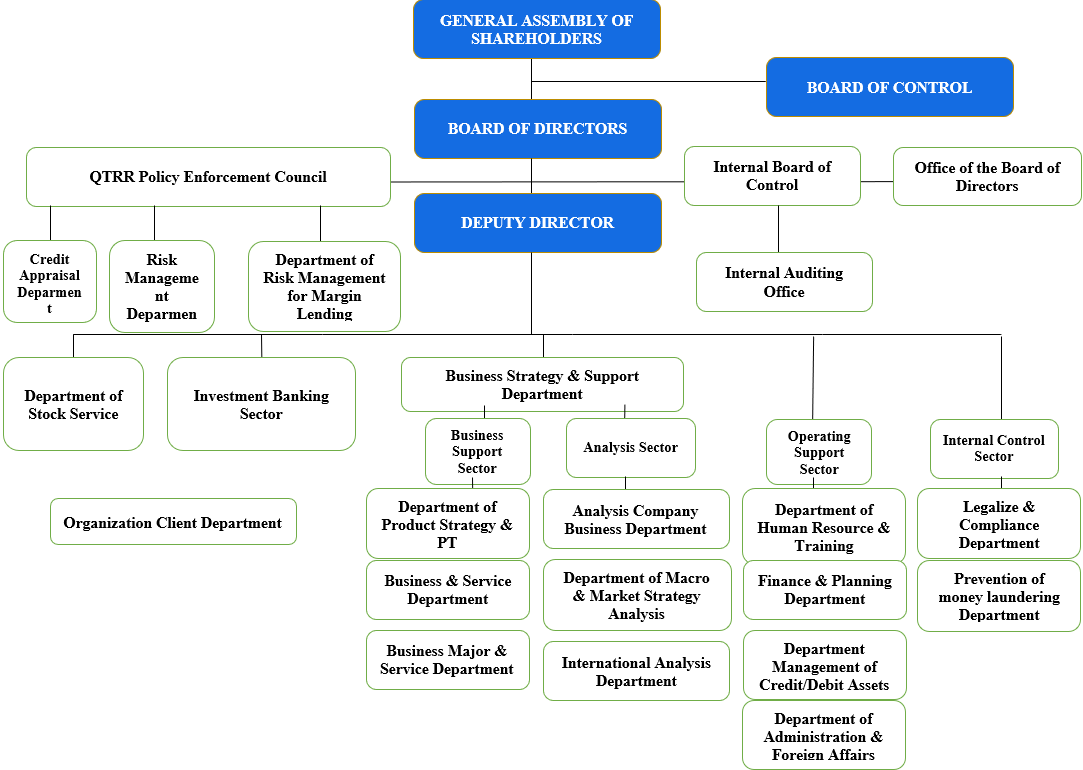 GENERAL ASSEMBLY OF
SHAREHOLDERS
BOARD OF CONTROL
BOARD OF DIRECTORS
QTRR Policy Enforcement Council
Internal Board of
Control
Office of the Board of
Directors
DEPUTY DIRECTOR
Credit
Appraisal
Deparmen
t
Risk
Manageme
nt
Deparmen
Department of
Risk Management
for Margin
Lending
Internal Auditing
Office
Department of
Stock Service
Investment Banking
Sector
Business Strategy & Support
Department
Business
Support
Sector
Analysis Sector
Operating
Support
Sector
Internal Control
Sector
Organization Client Department
Department of
Product Strategy &
PT
Analysis Company
Business Department
Department of
Human Resource &
Training
Legalize &
Compliance
Department
Business & Service
Department
Department of Macro
& Market Strategy
Analysis
Finance & Planning
Department
Prevention of
money laundering
Department
Business Major &
Service Department
International Analysis
Department
Department
Management of
Credit/Debit Assets
Department of
Administration &
Foreign Affairs